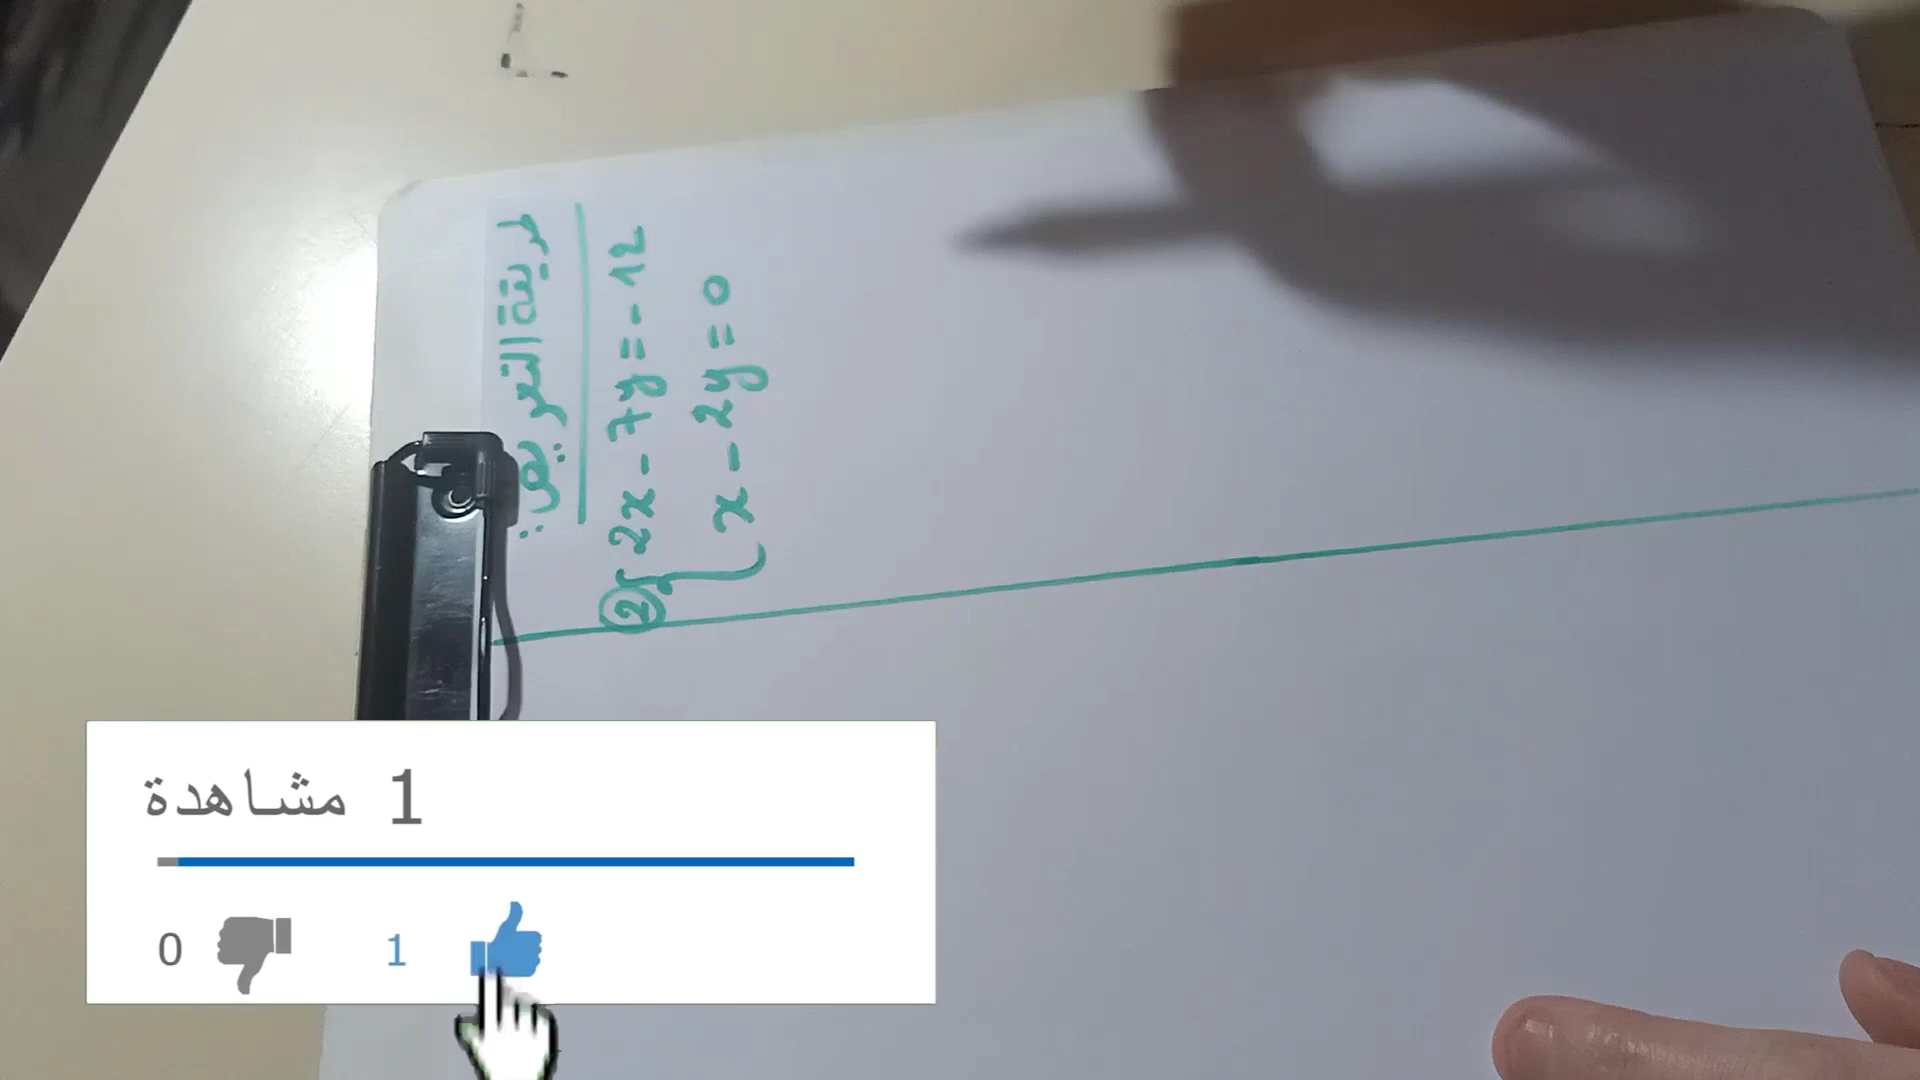 طريقة التعويض:
② { 2x - 7y = -12
x - 2y = 0
1 مشاهدة
0 1